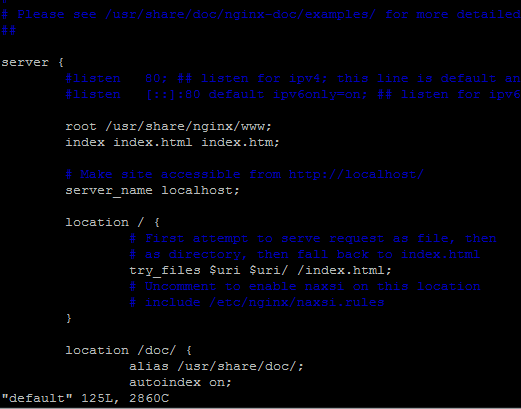 # Please see /usr/share/doc/nginx-doc/examples/ for more detailed
##
server {
#listen 80; ## listen for ipv4; this line is default an
#listen [::]:80 default ipv6only=on; ## listen for ipv6
root /usr/share/nginx/www;
index index.html index.htm;
# Make site accessible from http://localhost/
server_name localhost;
location / {
# First attempt to serve request as file, then
# as directory, then fall back to index.html
try_files $uri $uri/ /index.html;
# Uncomment to enable naxsi on this location
# include /etc/nginx/naxsi.rules
}
location /doc/ {
alias /usr/share/doc/;
autoindex on;
"default" 125L, 2860C